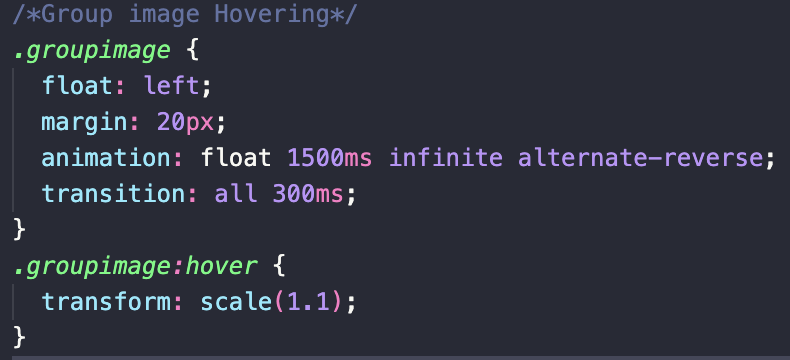 /*Group image Hovering*/
.groupimage {
  float: left;
  margin: 20px;
  animation: float 1500ms infinite alternate-reverse;
  transition: all 300ms;
}
.groupimage:hover {
  transform: scale(1.1);
}